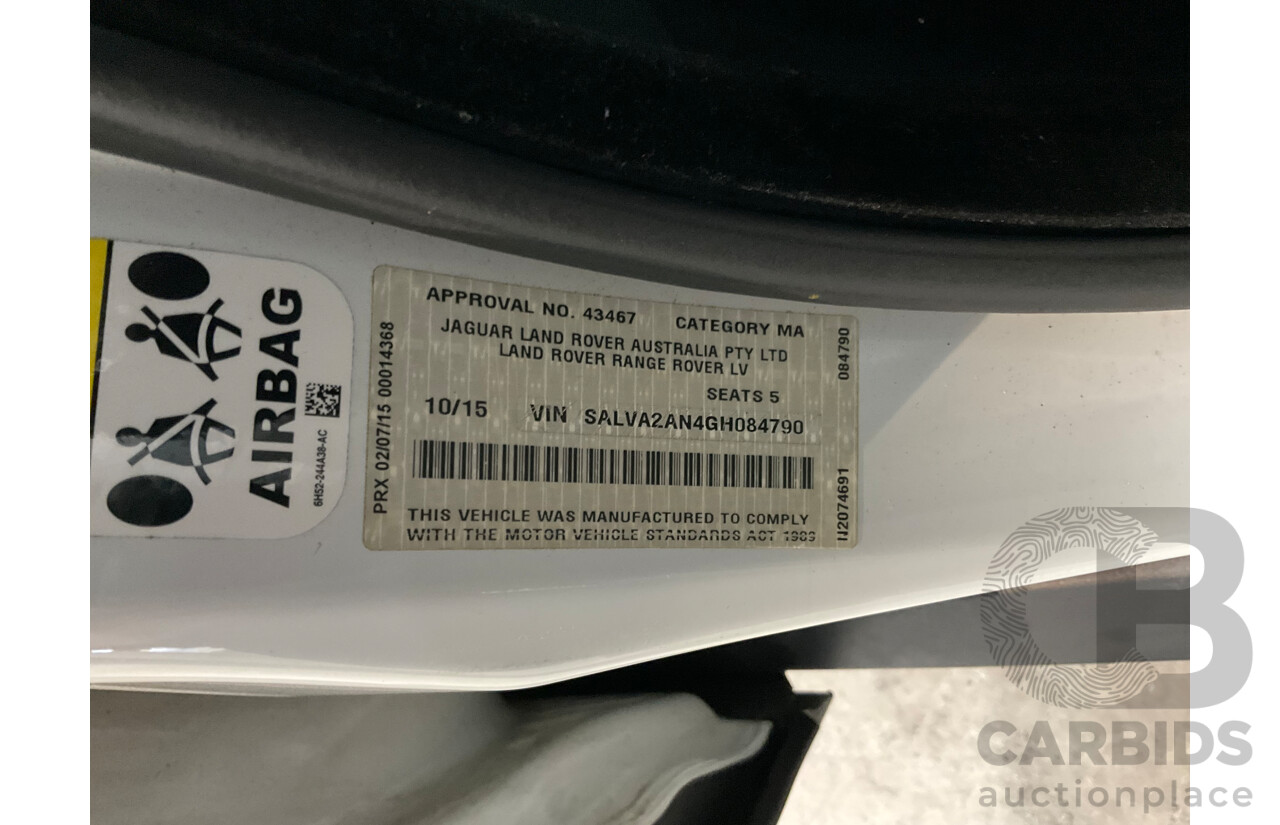 AIRBAG
6H52-244A38-AC
PRX 02/07/15 00014368
APPROVAL NO. 43467 CATEGORY MA
JAGUAR LAND ROVER AUSTRALIA PTY LTD
LAND ROVER RANGE ROVER LV
SEATS 5
10/15 VIN SALVA2AN4GH084790
THIS VEHICLE WAS MANUFACTURED TO COMPLY
WITH THE MOTOR VEHICLE STANDARDS ACT 1989
084790
N2074691
CARBIDS
auctionplace